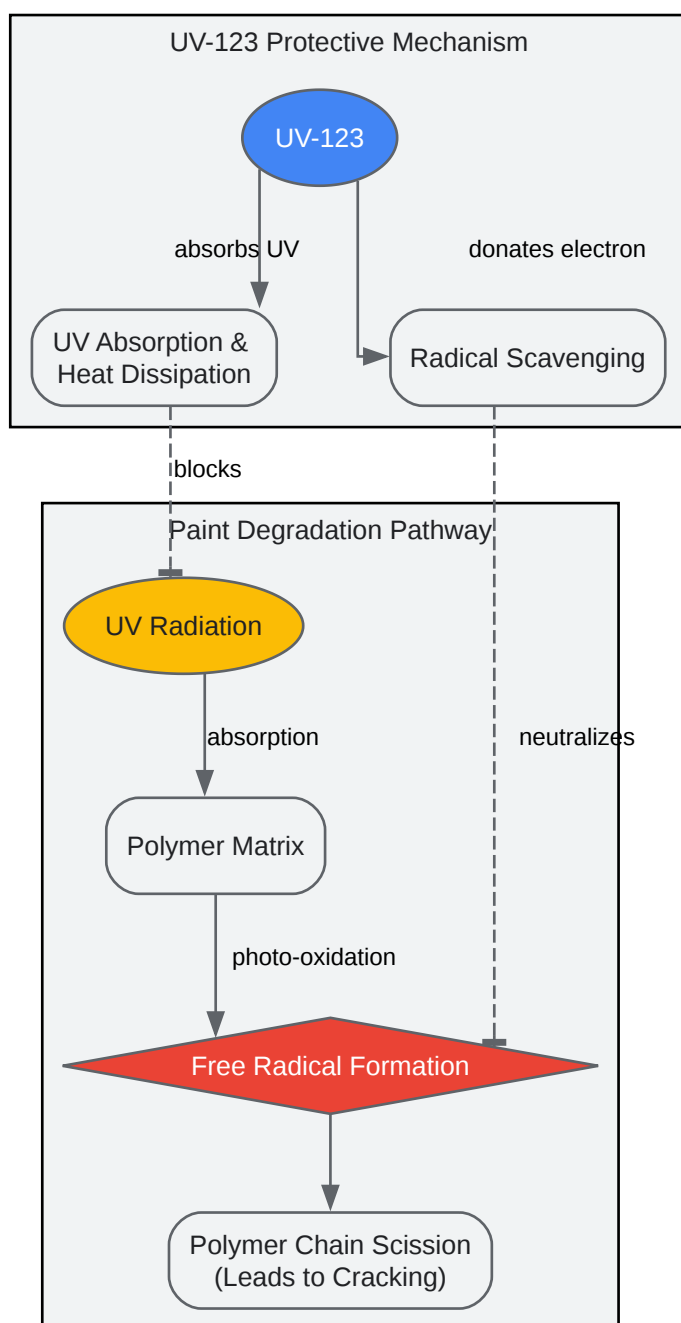 UV-123 Protective Mechanism
UV-123
absorbs UV
donates electron
UV Absorption &
Heat Dissipation
Radical Scavenging
blocks
Paint Degradation Pathway
UV Radiation
absorption
neutralizes
Polymer Matrix
photo-oxidation
Free Radical Formation
Polymer Chain Scission
(Leads to Cracking)